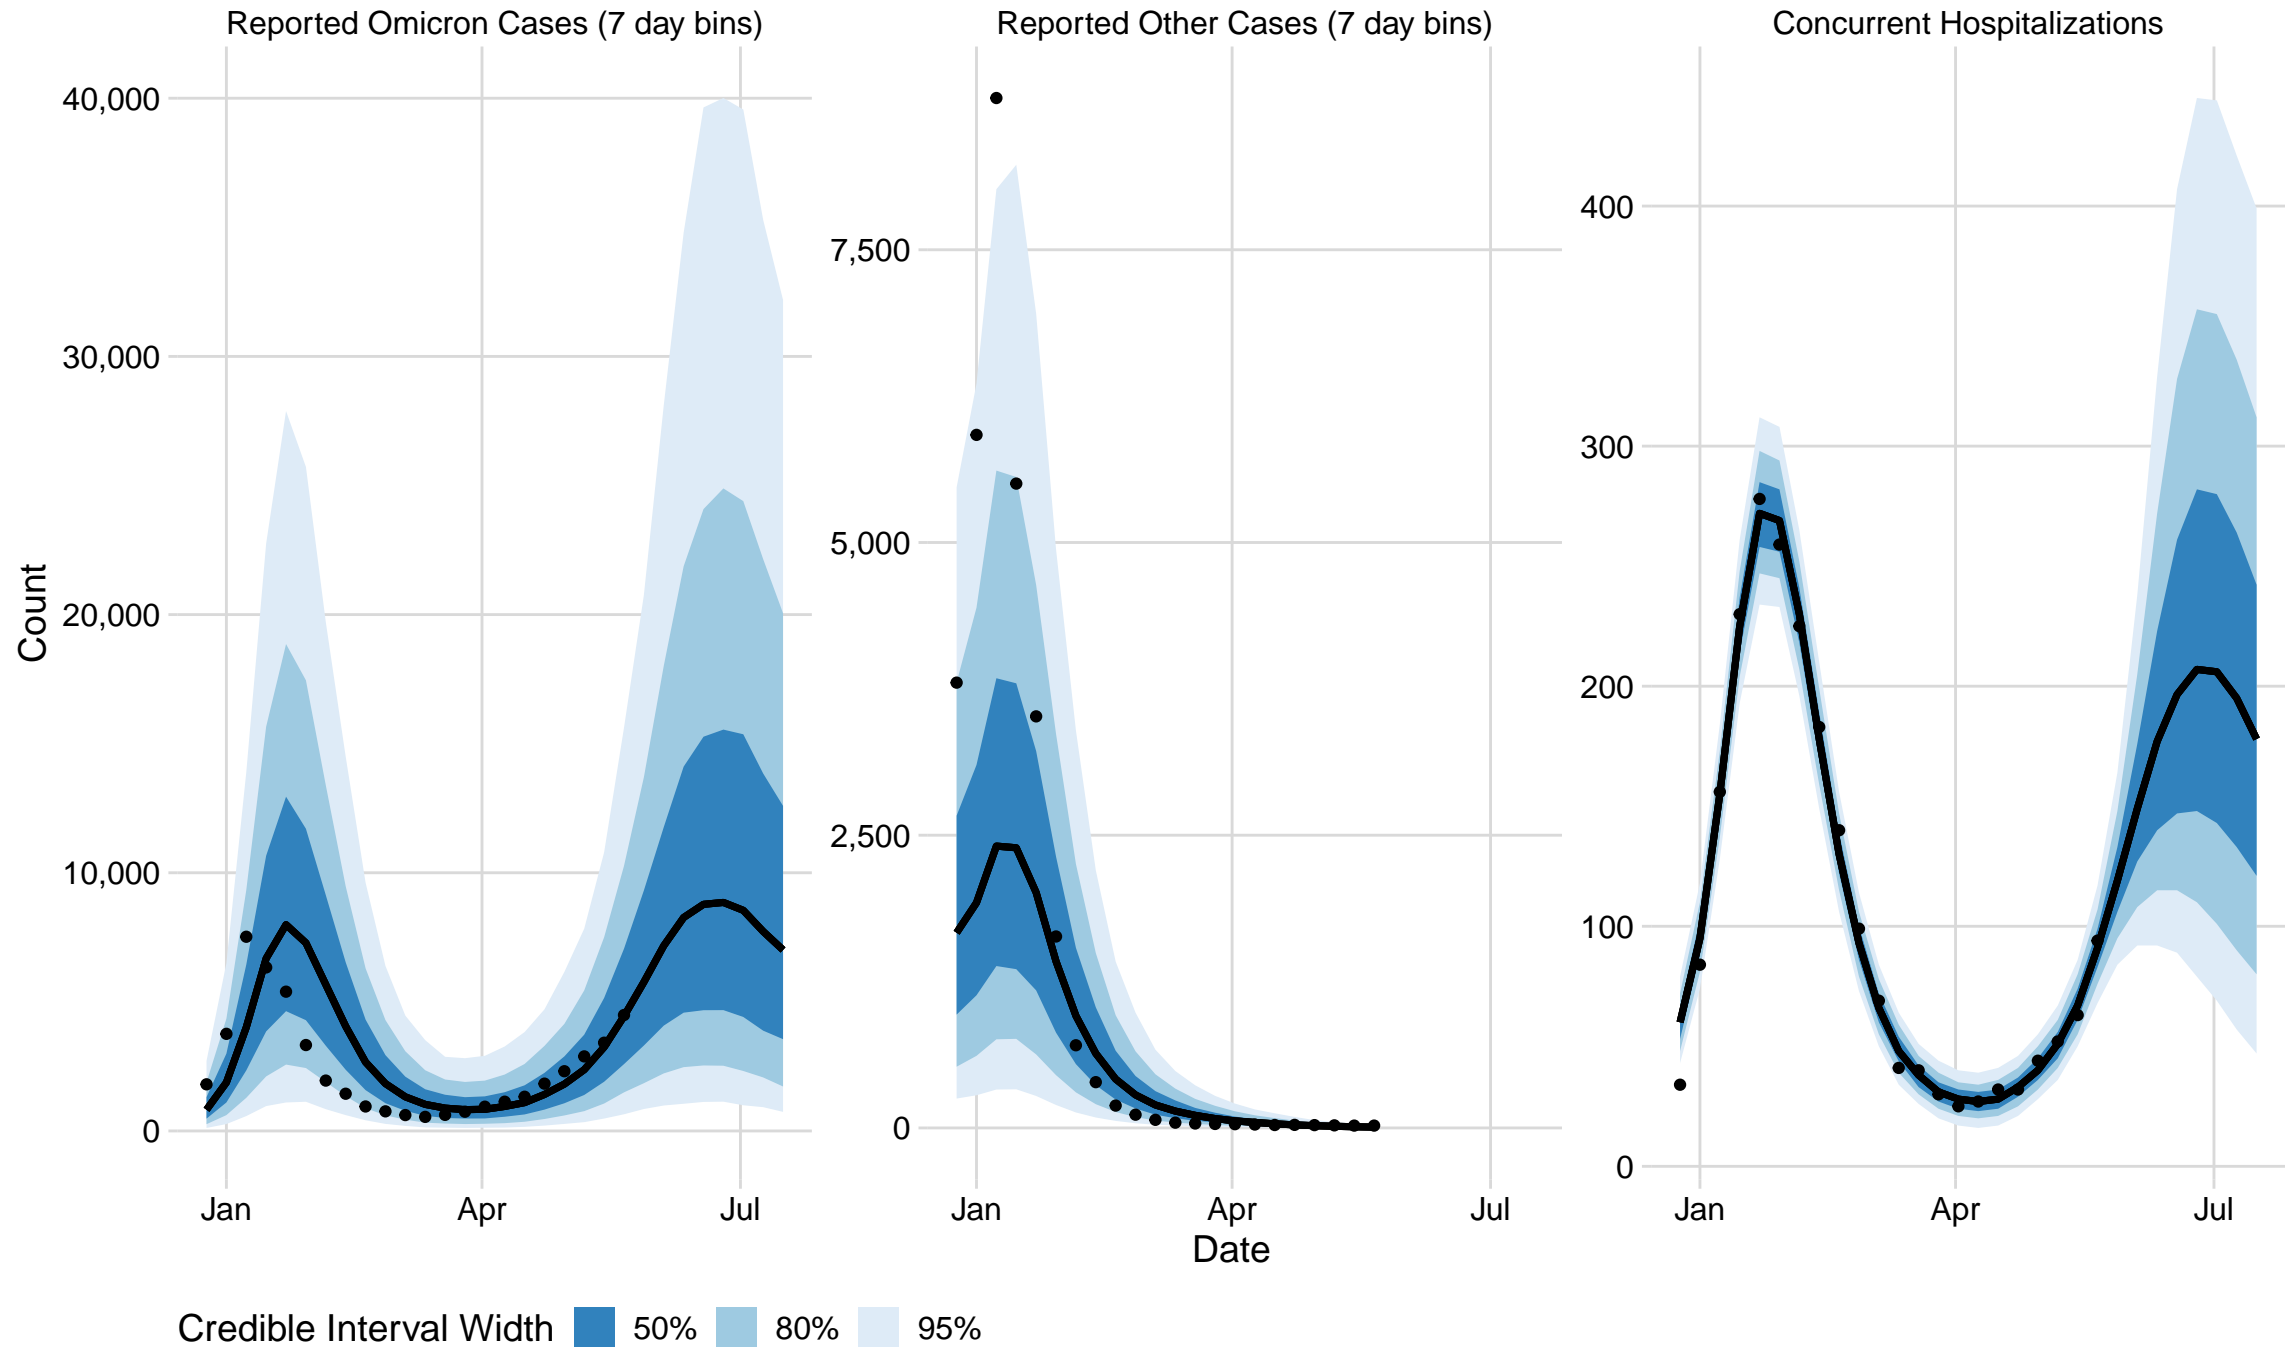 Reported Omicron Cases (7 day bins)
Reported Other Cases (7 day bins)
Concurrent Hospitalizations
Count
40,000
30,000
20,000
10,000
0
7,500
5,000
2,500
0
400
300
200
100
0
Jan Apr Jul
Jan Apr Jul
Jan Apr Jul
Date
Credible Interval Width 50% 80% 95%